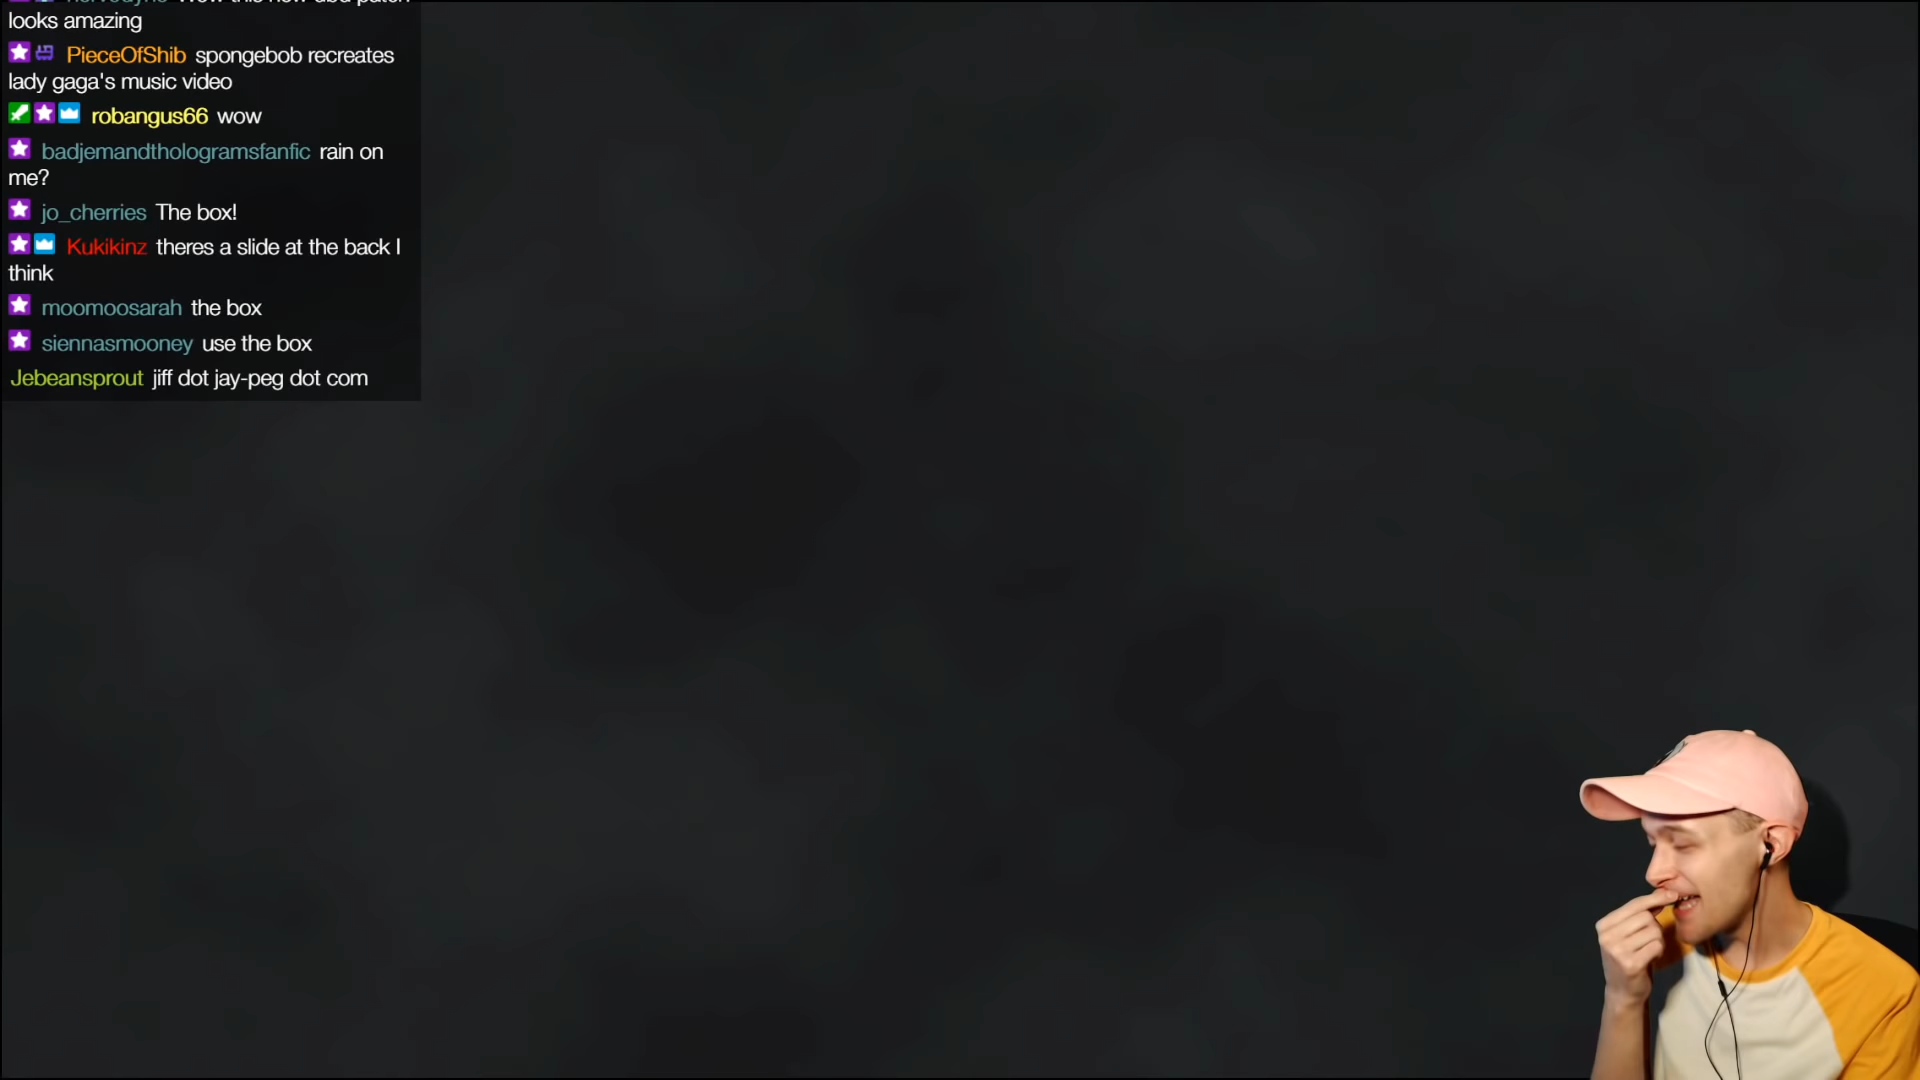 looks amazing
PieceOfShib spongebob recreates
lady gaga's music video
robangus66 wow
badjemandthologramsfanfic rain on
me?
jo_cherries The box!
Kukikinz theres a slide at the back I
think
moomoosarah the box
siennasmooney use the box
Jebeansprout jiff dot jay-peg dot com